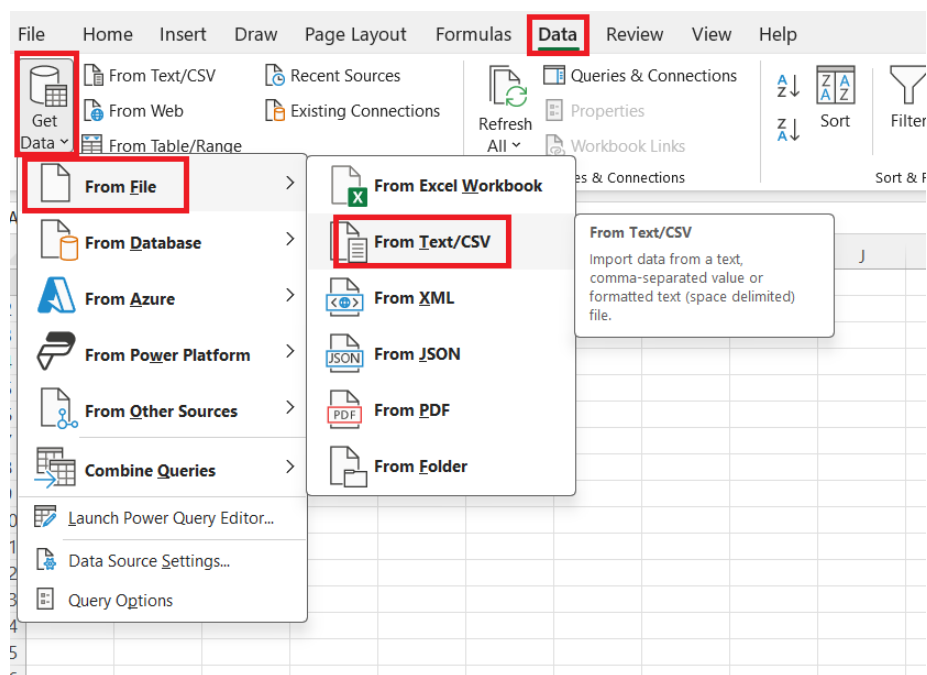 File Home Insert Draw Page Layout Formulas Data Review View Help
Get Data
From Text/CSV
From Web
From Table/Range
Recent Sources
Existing Connections
Refresh All
Queries & Connections
Properties
Workbook Links
es & Connections
Sort
Filter
Sort & F
From File
From Database
From Azure
From Power Platform
From Other Sources
Combine Queries
Launch Power Query Editor...
Data Source Settings...
Query Options
From Excel Workbook
From Text/CSV
From XML
JSON From JSON
PDF From PDF
From Folder
From Text/CSV
Import data from a text,
comma-separated value or
formatted text (space delimited)
file.
J